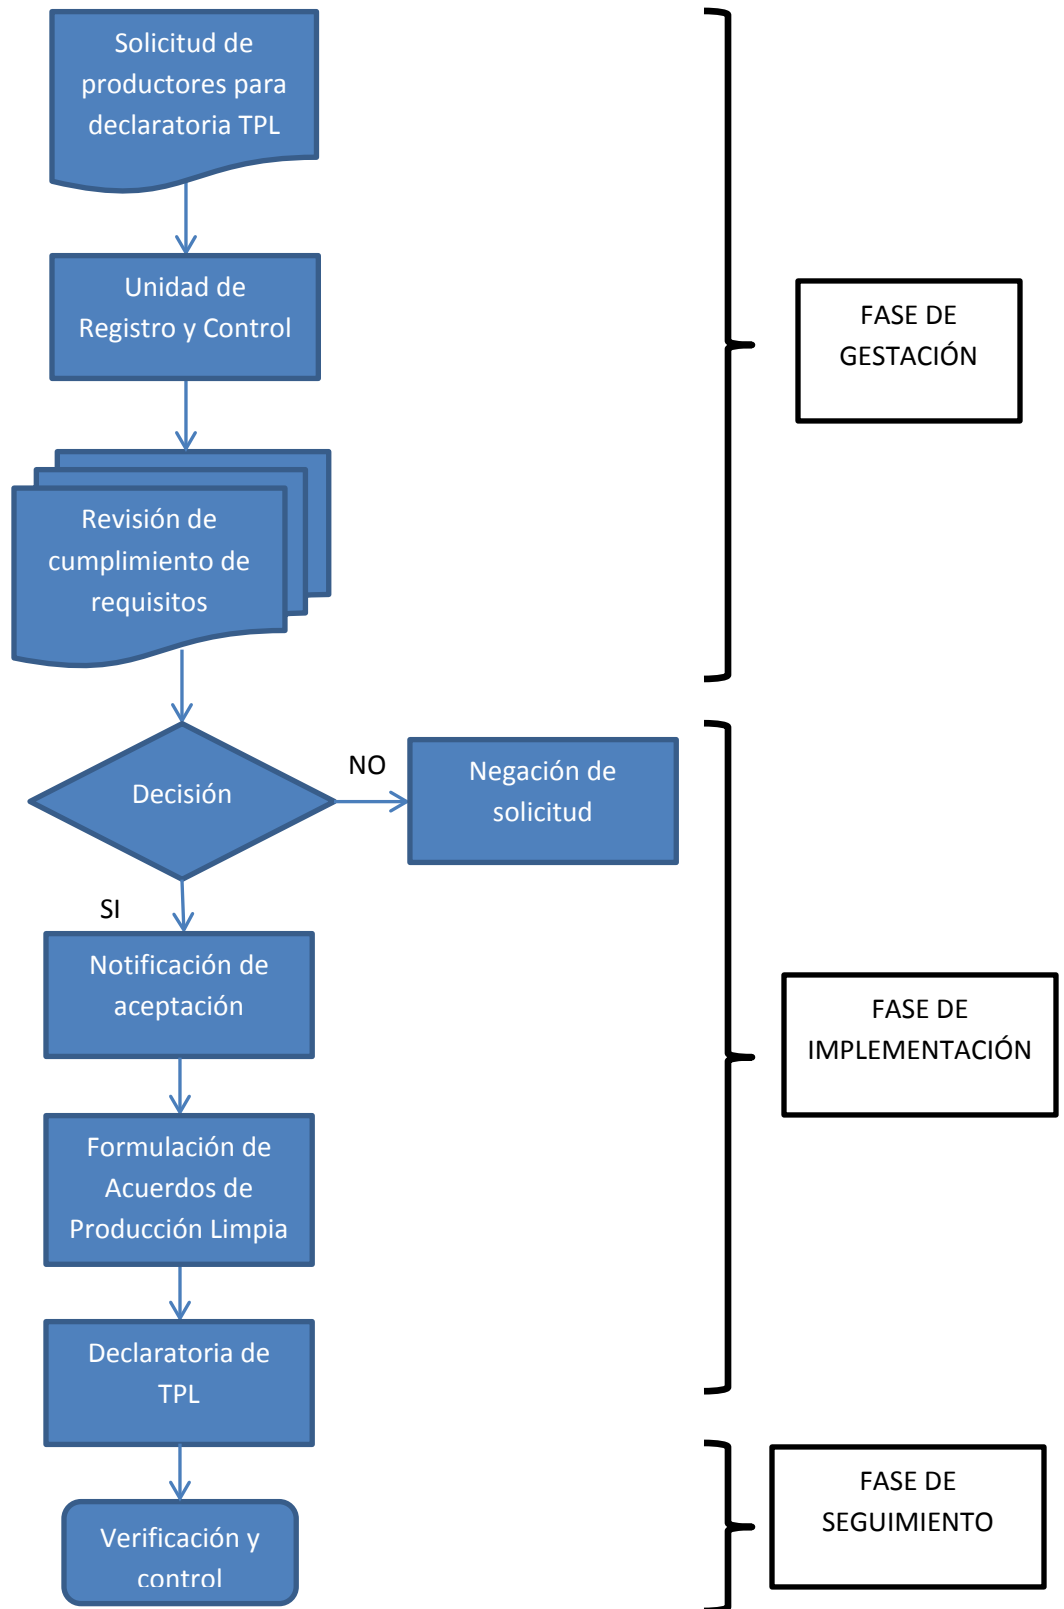 Solicitud de
productores para
declaratoria TPL
Unidad de
Registro y Control
FASE DE
GESTACIÓN
Revisión de
cumplimiento de
requisitos
Decisión
NO
Negación de
solicitud
SI
Notificación de
aceptación
FASE DE
IMPLEMENTACIÓN
Formulación de
Acuerdos de
Producción Limpia
Declaratoria de
TPL
FASE DE
SEGUIMIENTO
Verificación y
control